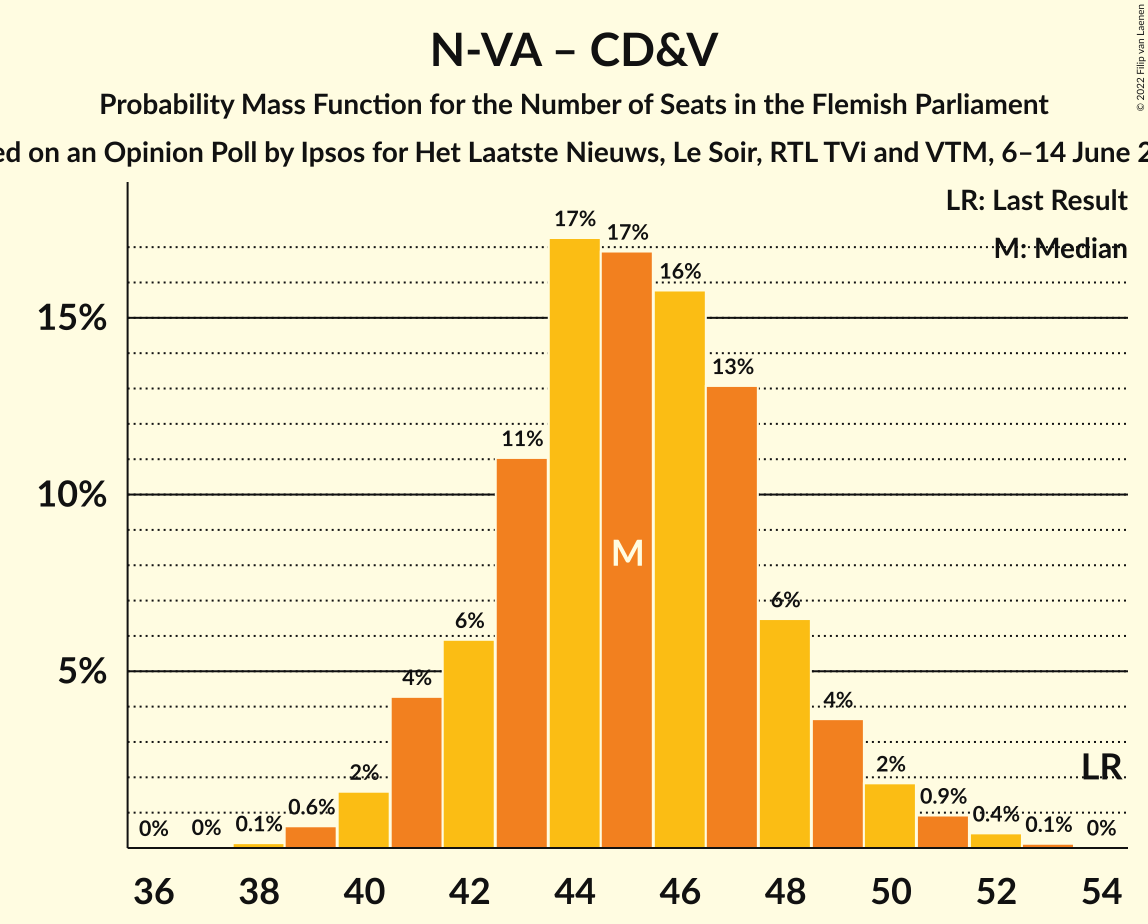 N-VA – CD&V
Probability Mass Function for the Number of Seats in the Flemish Parliament
on an Opinion Poll by Ipsos for Het Laatste Nieuws, Le Soir, RTL TVi and VTM, 6–14 June
© 2022 Filip van Laenen
LR: Last Result
M: Median
17%
17%
16%
15%
13%
11%
10%
M
6%
6%
5%
4%
4%
LR
2%
2%
0.9%
0.6%
0.4%
0.1%
0.1%
0%
0%
0%
36 38 40 42 44 46 48 50 52 54